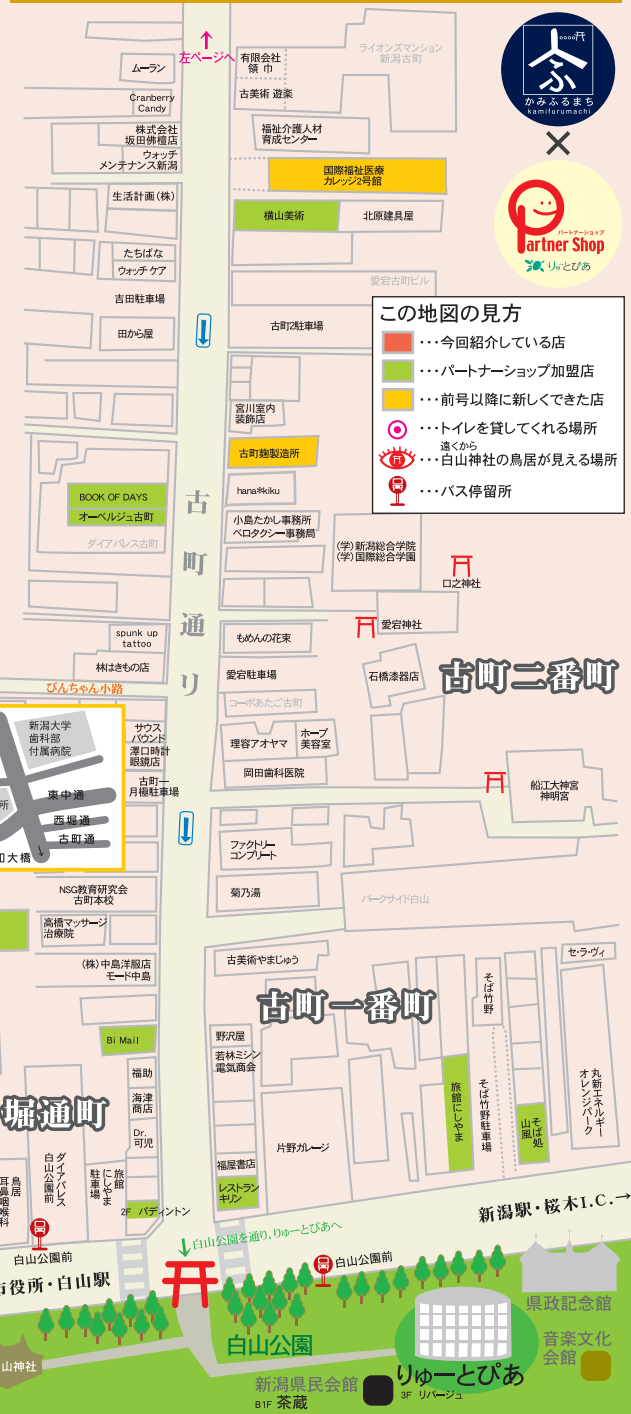 左ページへ
ムーラン
Cranberry
Candy
株式会社
坂田佛檀店
ウォッチ
メンテナンス新潟
生活計画(株)
たちばな
ウォッチ ケア
吉田駐車場
田から屋
有限会社
領 巾
古美術 遊楽
ライオンズマンション
新潟古町
福祉介護人材
育成センター
国際福祉医療
カレッジ2号館
横山美術
北原建具屋
愛宕古町ビル
古町2駐車場
かみふるまち
kamifurumachi
パートナーショップ
Partner Shop
りゅーとぴあ
この地図の見方
・・・今回紹介している店
・・・パートナーショップ加盟店
・・・前号以降に新しくできた店
・・・トイレを貸してくれる場所
遠くから
・・・白山神社の鳥居が見える場所
・・・バス停留所
宮川室内
装飾店
古町麹製造所
hana*kiku
小島たかし事務所
ベロタクシー事務局
(学)新潟総合学院
(学)国際総合学園
口之神社
愛宕神社
BOOK OF DAYS
オーベルジュ古町
ダイアパレス古町
古町通り
spunk up
tattoo
林はきもの店
ぴんちゃん小路
もめんの花束
愛宕駐車場
コーポあたご古町
石橋漆器店
古町二番町
理容アオヤマ
ホープ
美容室
岡田歯科医院
船江大神宮
神明宮
新潟大学
歯科部
付属病院
所
東中通
西堀通
古町通
大橋
サウス
バウンド
澤口時計
眼鏡店
古町一
月極駐車場
ファクトリー
コンプリート
菊乃湯
パークサイド白山
NSG教育研究会
古町本校
高橋マッサージ
治療院
(株)中島洋服店
モード中島
古美術やまじゅう
セ・ラ・ヴィ
古町一番町
そば竹野
Bi Mail
野沢屋
若林ミシン
電気商会
福助
海津
商店
Dr.
可児
堀通町
旅館にしやま
そば竹野駐車場
そば処
山風
丸新エネルギー
オレンジパーク
片野ガレージ
福屋書店
レストラン
キリン
ダイアパレス
白山公園前
旅館
にしやま
駐車場
鳥居
耳鼻咽喉科
2F パディントン
白山公園前
市役所・白山駅
白山公園を通り、りゅーとぴあへ
白山公園前
新潟駅・桜木I.C.→
白山公園
県政記念館
音楽文化
会館
りゅーとぴあ
3F リバージュ
新潟県民会館
B1F 茶蔵
山神社